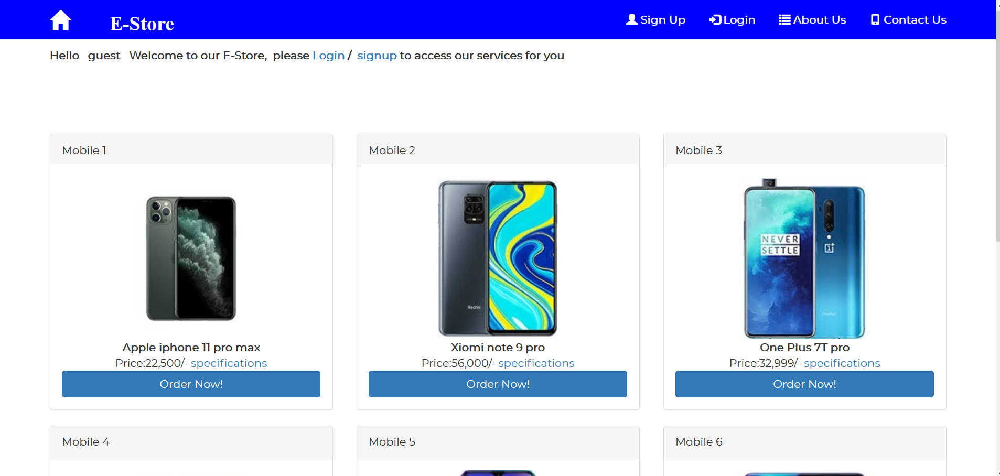 E-Store
Sign Up
Login
About Us
Contact Us
Hello guest Welcome to our E-Store, please Login / signup to access our services for you
Mobile 1
Mobile 2
Mobile 3
Redmi
NEVER
SETTLE
OnePlus
Apple iphone 11 pro max
Price:22,500/- specifications
Order Now!
Xiomi note 9 pro
Price:56,000/- specifications
Order Now!
One Plus 7T pro
Price:32,999/- specifications
Order Now!
Mobile 4
Mobile 5
Mobile 6